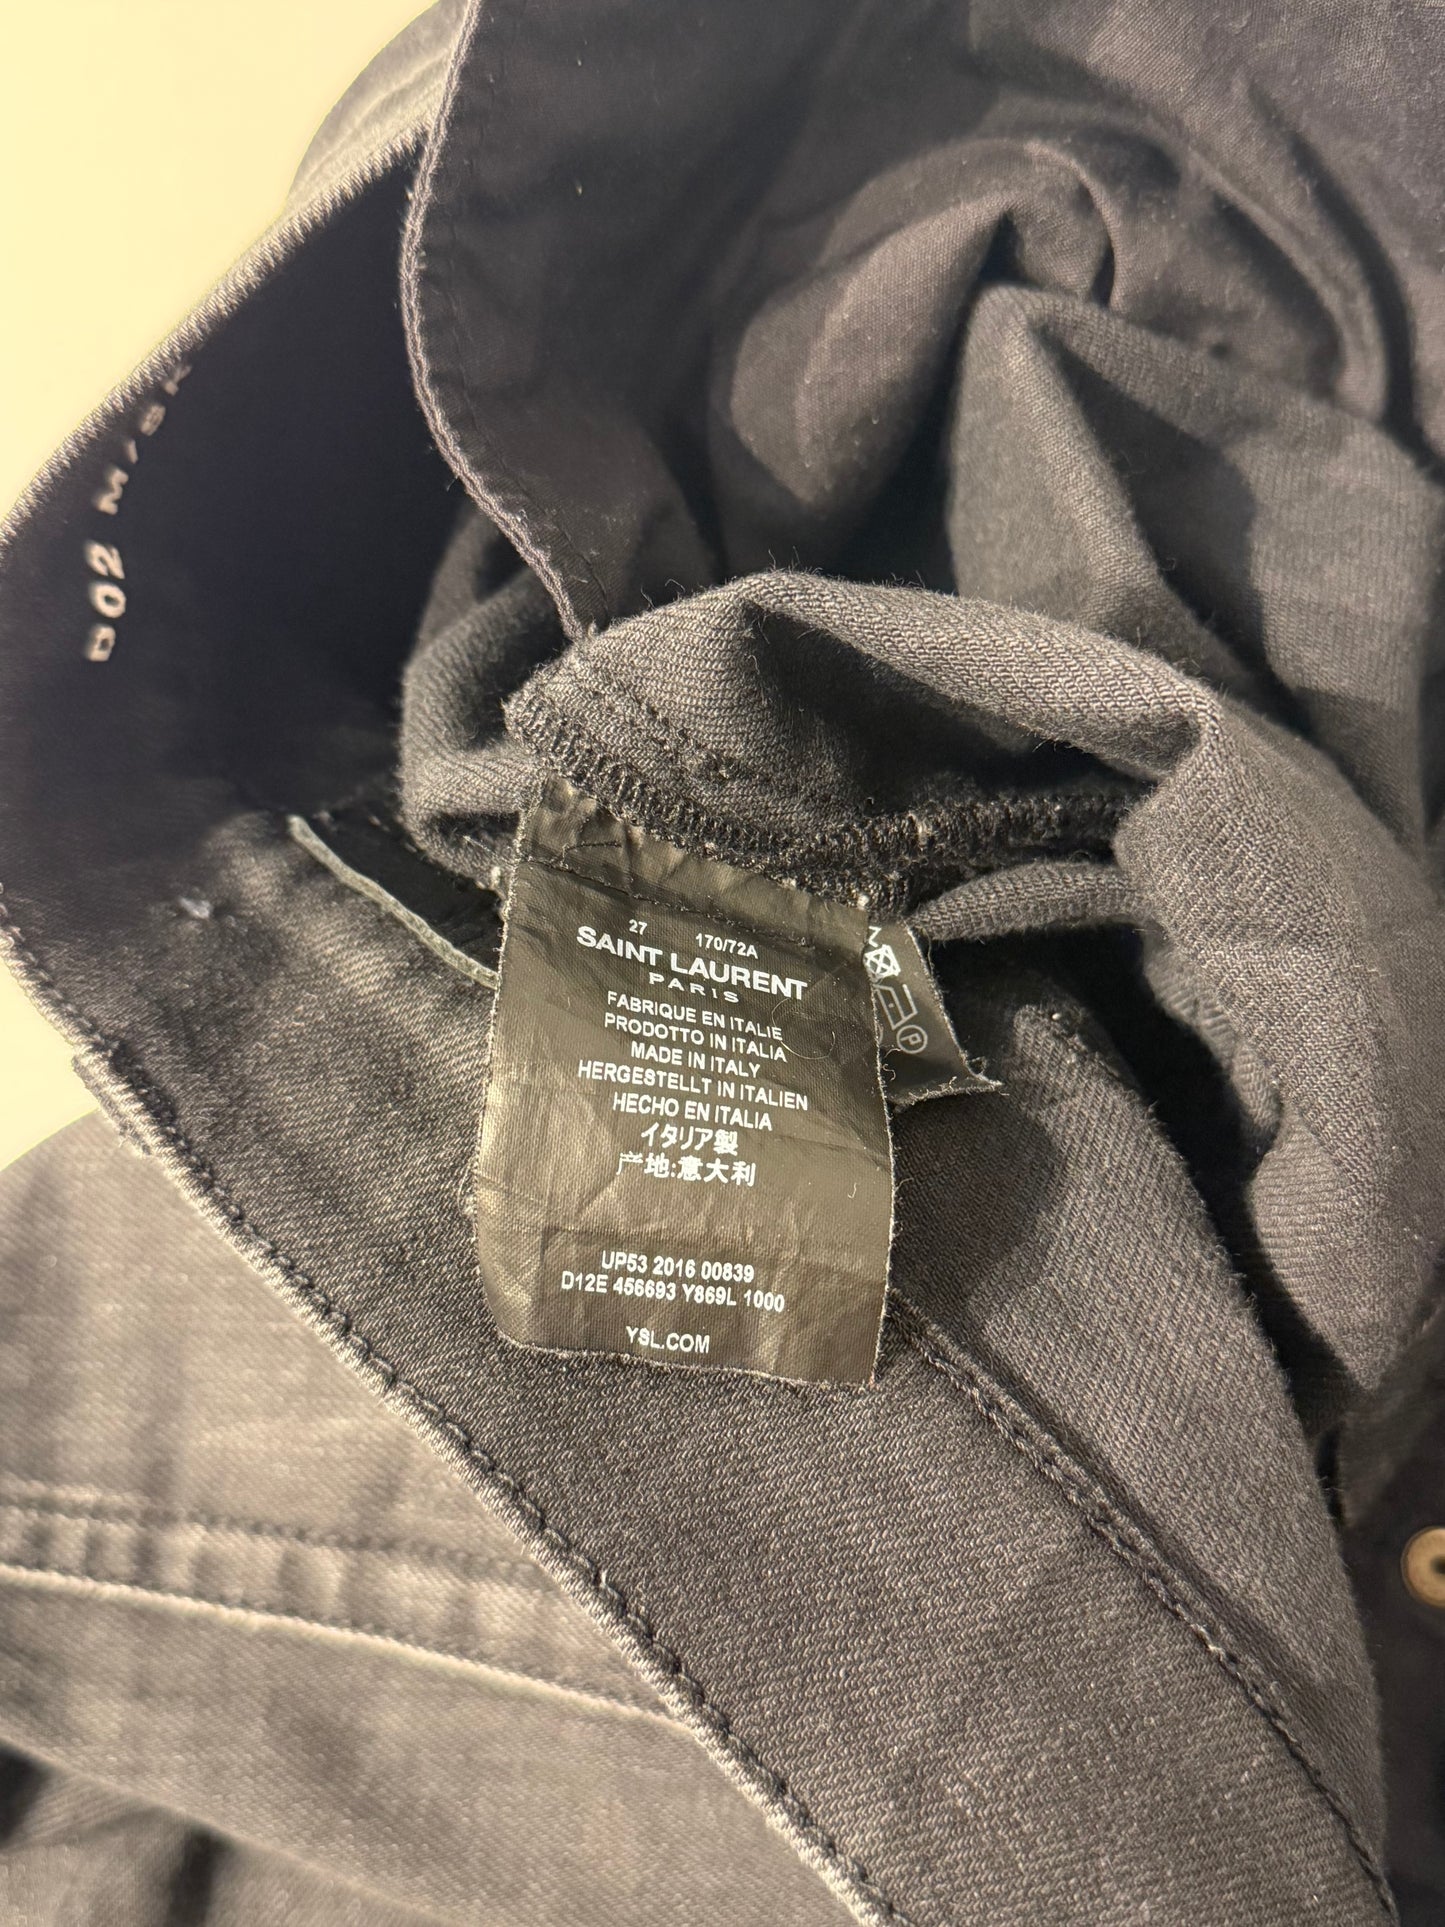 D02 M/SK
27 170/72A
SAINT LAURENT
PARIS
FABRIQUE EN ITALIE
PRODOTTO IN ITALIA
MADE IN ITALY
HERGESTELLT IN ITALIEN
HECHO EN ITALIA
イタリア製
产地:意大利
UP53 2016 00839
D12E 456693 Y869L 1000
YSL.COM
P